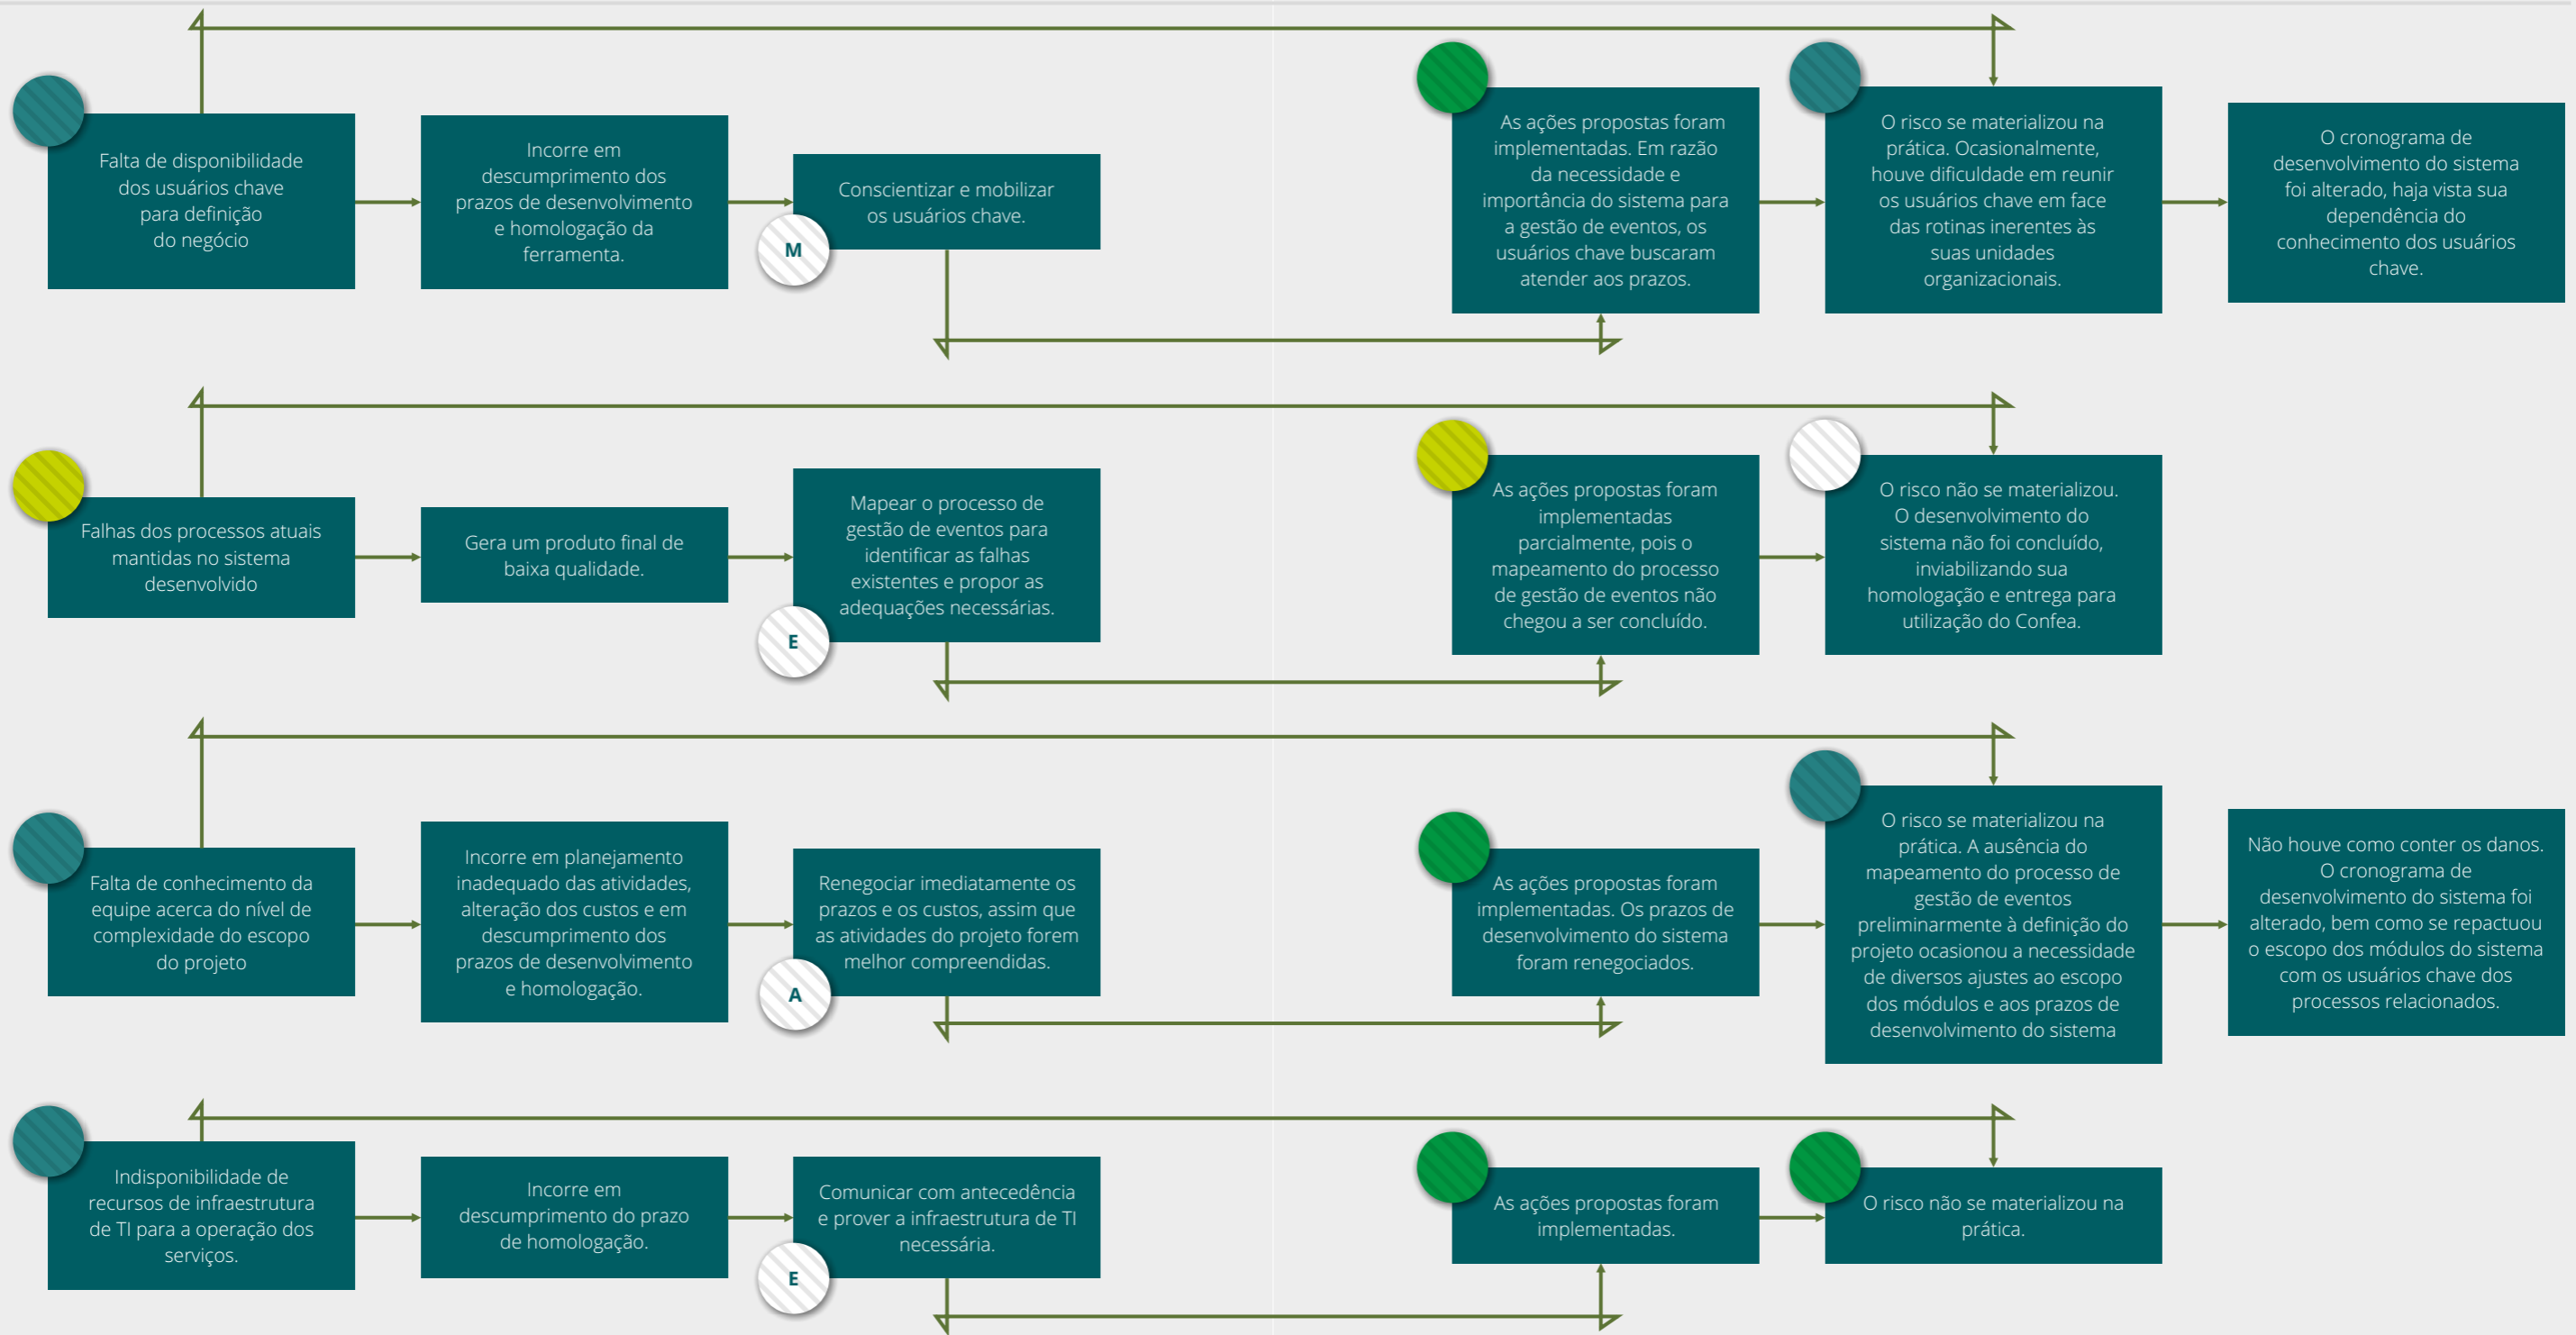 Falta de disponibilidade
dos usuários chave
para definição
do negócio
Incorre em
descumprimento dos
prazos de desenvolvimento
e homologação da
ferramenta.
Conscientizar e mobilizar
os usuários chave.
M
As ações propostas foram
implementadas. Em razão
da necessidade e
importância do sistema para
a gestão de eventos, os
usuários chave buscaram
atender aos prazos.
O risco se materializou na
prática. Ocasionalmente,
houve dificuldade em reunir
os usuários chave em face
das rotinas inerentes às
suas unidades
organizacionais.
O cronograma de
desenvolvimento do sistema
foi alterado, haja vista sua
dependência do
conhecimento dos usuários
chave.
Falhas dos processos atuais
mantidas no sistema
desenvolvido
Gera um produto final de
baixa qualidade.
Mapear o processo de
gestão de eventos para
identificar as falhas
existentes e propor as
adequações necessárias.
E
As ações propostas foram
implementadas
parcialmente, pois o
mapeamento do processo
de gestão de eventos não
chegou a ser concluído.
O risco não se materializou.
O desenvolvimento do
sistema não foi concluído,
inviabilizando sua
homologação e entrega para
utilização do Confea.
Falta de conhecimento da
equipe acerca do nível de
complexidade do escopo
do projeto
Incorre em planejamento
inadequado das atividades,
alteração dos custos e em
descumprimento dos
prazos de desenvolvimento
e homologação.
Renegociar imediatamente os
prazos e os custos, assim que
as atividades do projeto forem
melhor compreendidas.
A
As ações propostas foram
implementadas. Os prazos de
desenvolvimento do sistema
foram renegociados.
O risco se materializou na
prática. A ausência do
mapeamento do processo de
gestão de eventos
preliminarmente à definição do
projeto ocasionou a necessidade
de diversos ajustes ao escopo
dos módulos e aos prazos de
desenvolvimento do sistema
Não houve como conter os danos.
O cronograma de
desenvolvimento do sistema foi
alterado, bem como se repactuou
o escopo dos módulos do sistema
com os usuários chave dos
processos relacionados.
Indisponibilidade de
recursos de infraestrutura
de TI para a operação dos
serviços.
Incorre em
descumprimento do prazo
de homologação.
Comunicar com antecedência
e prover a infraestrutura de TI
necessária.
E
As ações propostas foram
implementadas.
O risco não se materializou na
prática.